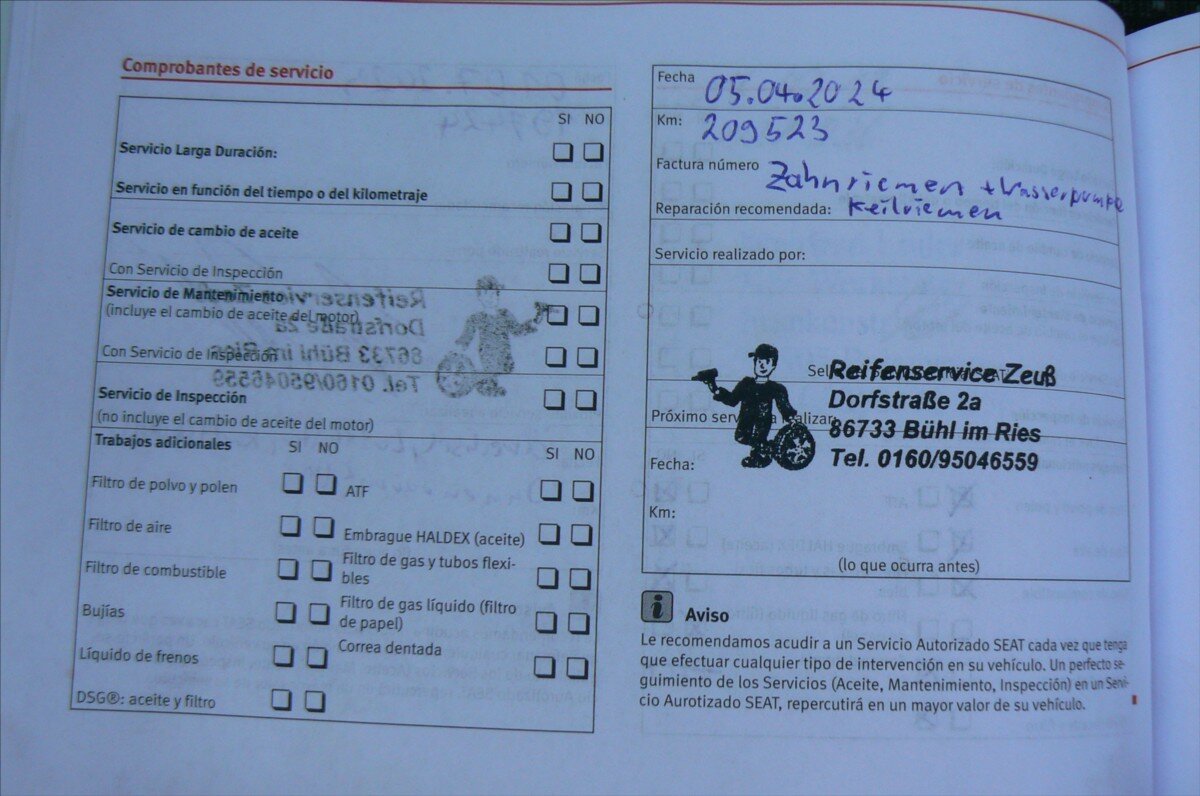 Comprobantes de servicio
SI NO
Servicio Larga Duración:
Servicio en función del tiempo o del kilometraje
Servicio de cambio de aceite
Con Servicio de Inspección
Servicio de Mantenimiento
(incluye el cambio de aceite del motor)
Con Servicio de Inspección
Servicio de Inspección
(no incluye el cambio de aceite del motor)
Trabajos adicionales SI NO SI NO
Filtro de polvo y polen
ATF
Filtro de aire
Embrague HALDEX (aceite)
Filtro de combustible
Filtro de gas y tubos flexi-
bles
Bujías
Filtro de gas líquido (filtro
de papel)
Líquido de frenos
Correa dentada
DSG®: aceite y filtro
Fecha 05.04.2024
Km: 209523
Factura número Zahnriemen + Wasserpumpe
Reparación recomendada: Keilriemen
Servicio realizado por:
Reifenservice Zeuß
Dorfstraße 2a
86733 Bühl im Ries
Tel. 0160/95046559
Próximo
Fecha:
Km:
(lo que ocurra antes)
i Aviso
Le recomendamos acudir a un Servicio Autorizado SEAT cada vez que tenga
que efectuar cualquier tipo de intervención en su vehículo. Un perfecto se-
guimiento de los Servicios (Aceite, Mantenimiento, Inspección) en un Servi-
cio Aurotizado SEAT, repercutirá en un mayor valor de su vehículo.